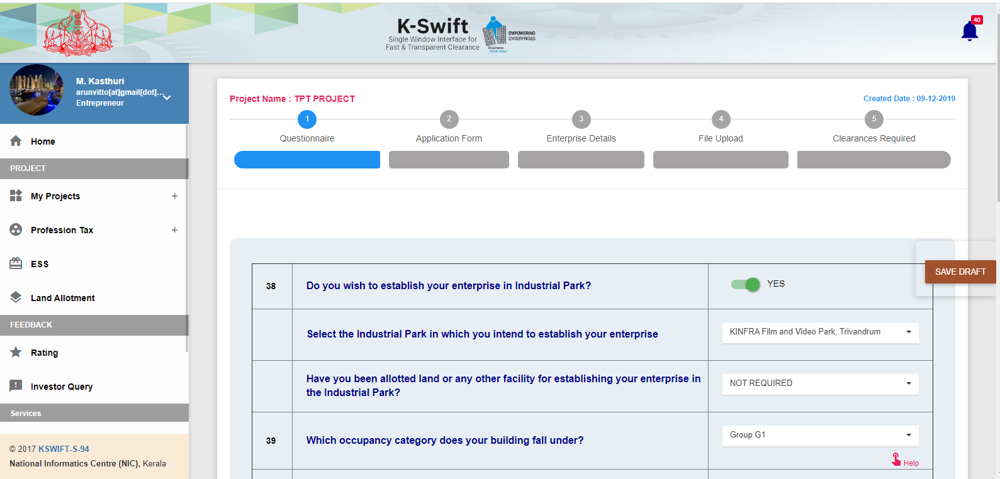 K-Swift
Single Window Interface for
Fast & Transparent Clearance
EMPOWERING
ENTERPRISES
Business
made easy!
40
M. Kasthuri
arunvitto[at]gmail[dot]...
Entrepreneur
Home
PROJECT
My Projects +
Profession Tax +
ESS
Land Allotment
FEEDBACK
Rating
Investor Query
Services
© 2017 KSWIFT-S-94
National Informatics Centre (NIC), Kerala
Project Name : TPT PROJECT
Created Date : 09-12-2019
1 2 3 4 5
Questionnaire Application Form Enterprise Details File Upload Clearances Required
SAVE DRAFT
38 Do you wish to establish your enterprise in Industrial Park? YES
Select the Industrial Park in which you intend to establish your enterprise KINFRA Film and Video Park, Trivandrum
Have you been allotted land or any other facility for establishing your enterprise in
the Industrial Park? NOT REQUIRED
39 Which occupancy category does your building fall under? Group G1
Help